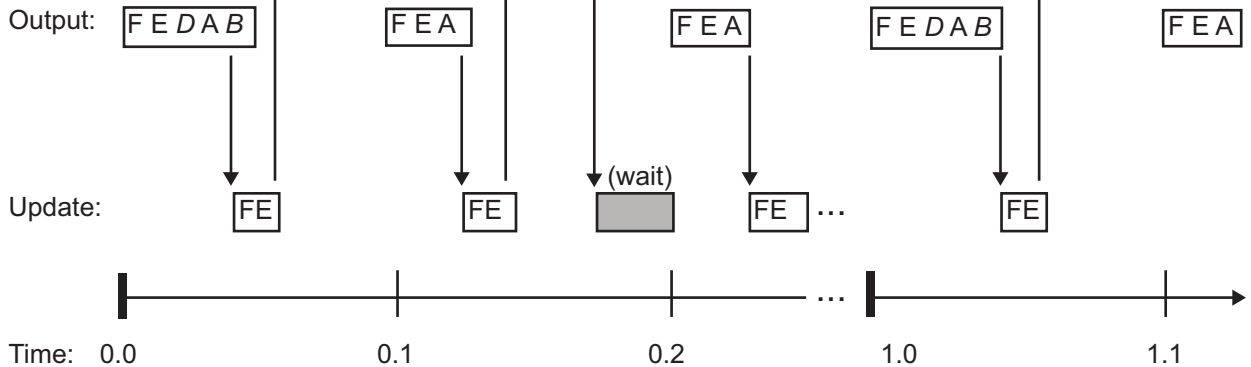 Output: F E D A B F E A F E A F E D A B F E A
(wait)
Update: FE FE FE ... FE
...
Time: 0.0 0.1 0.2 1.0 1.1